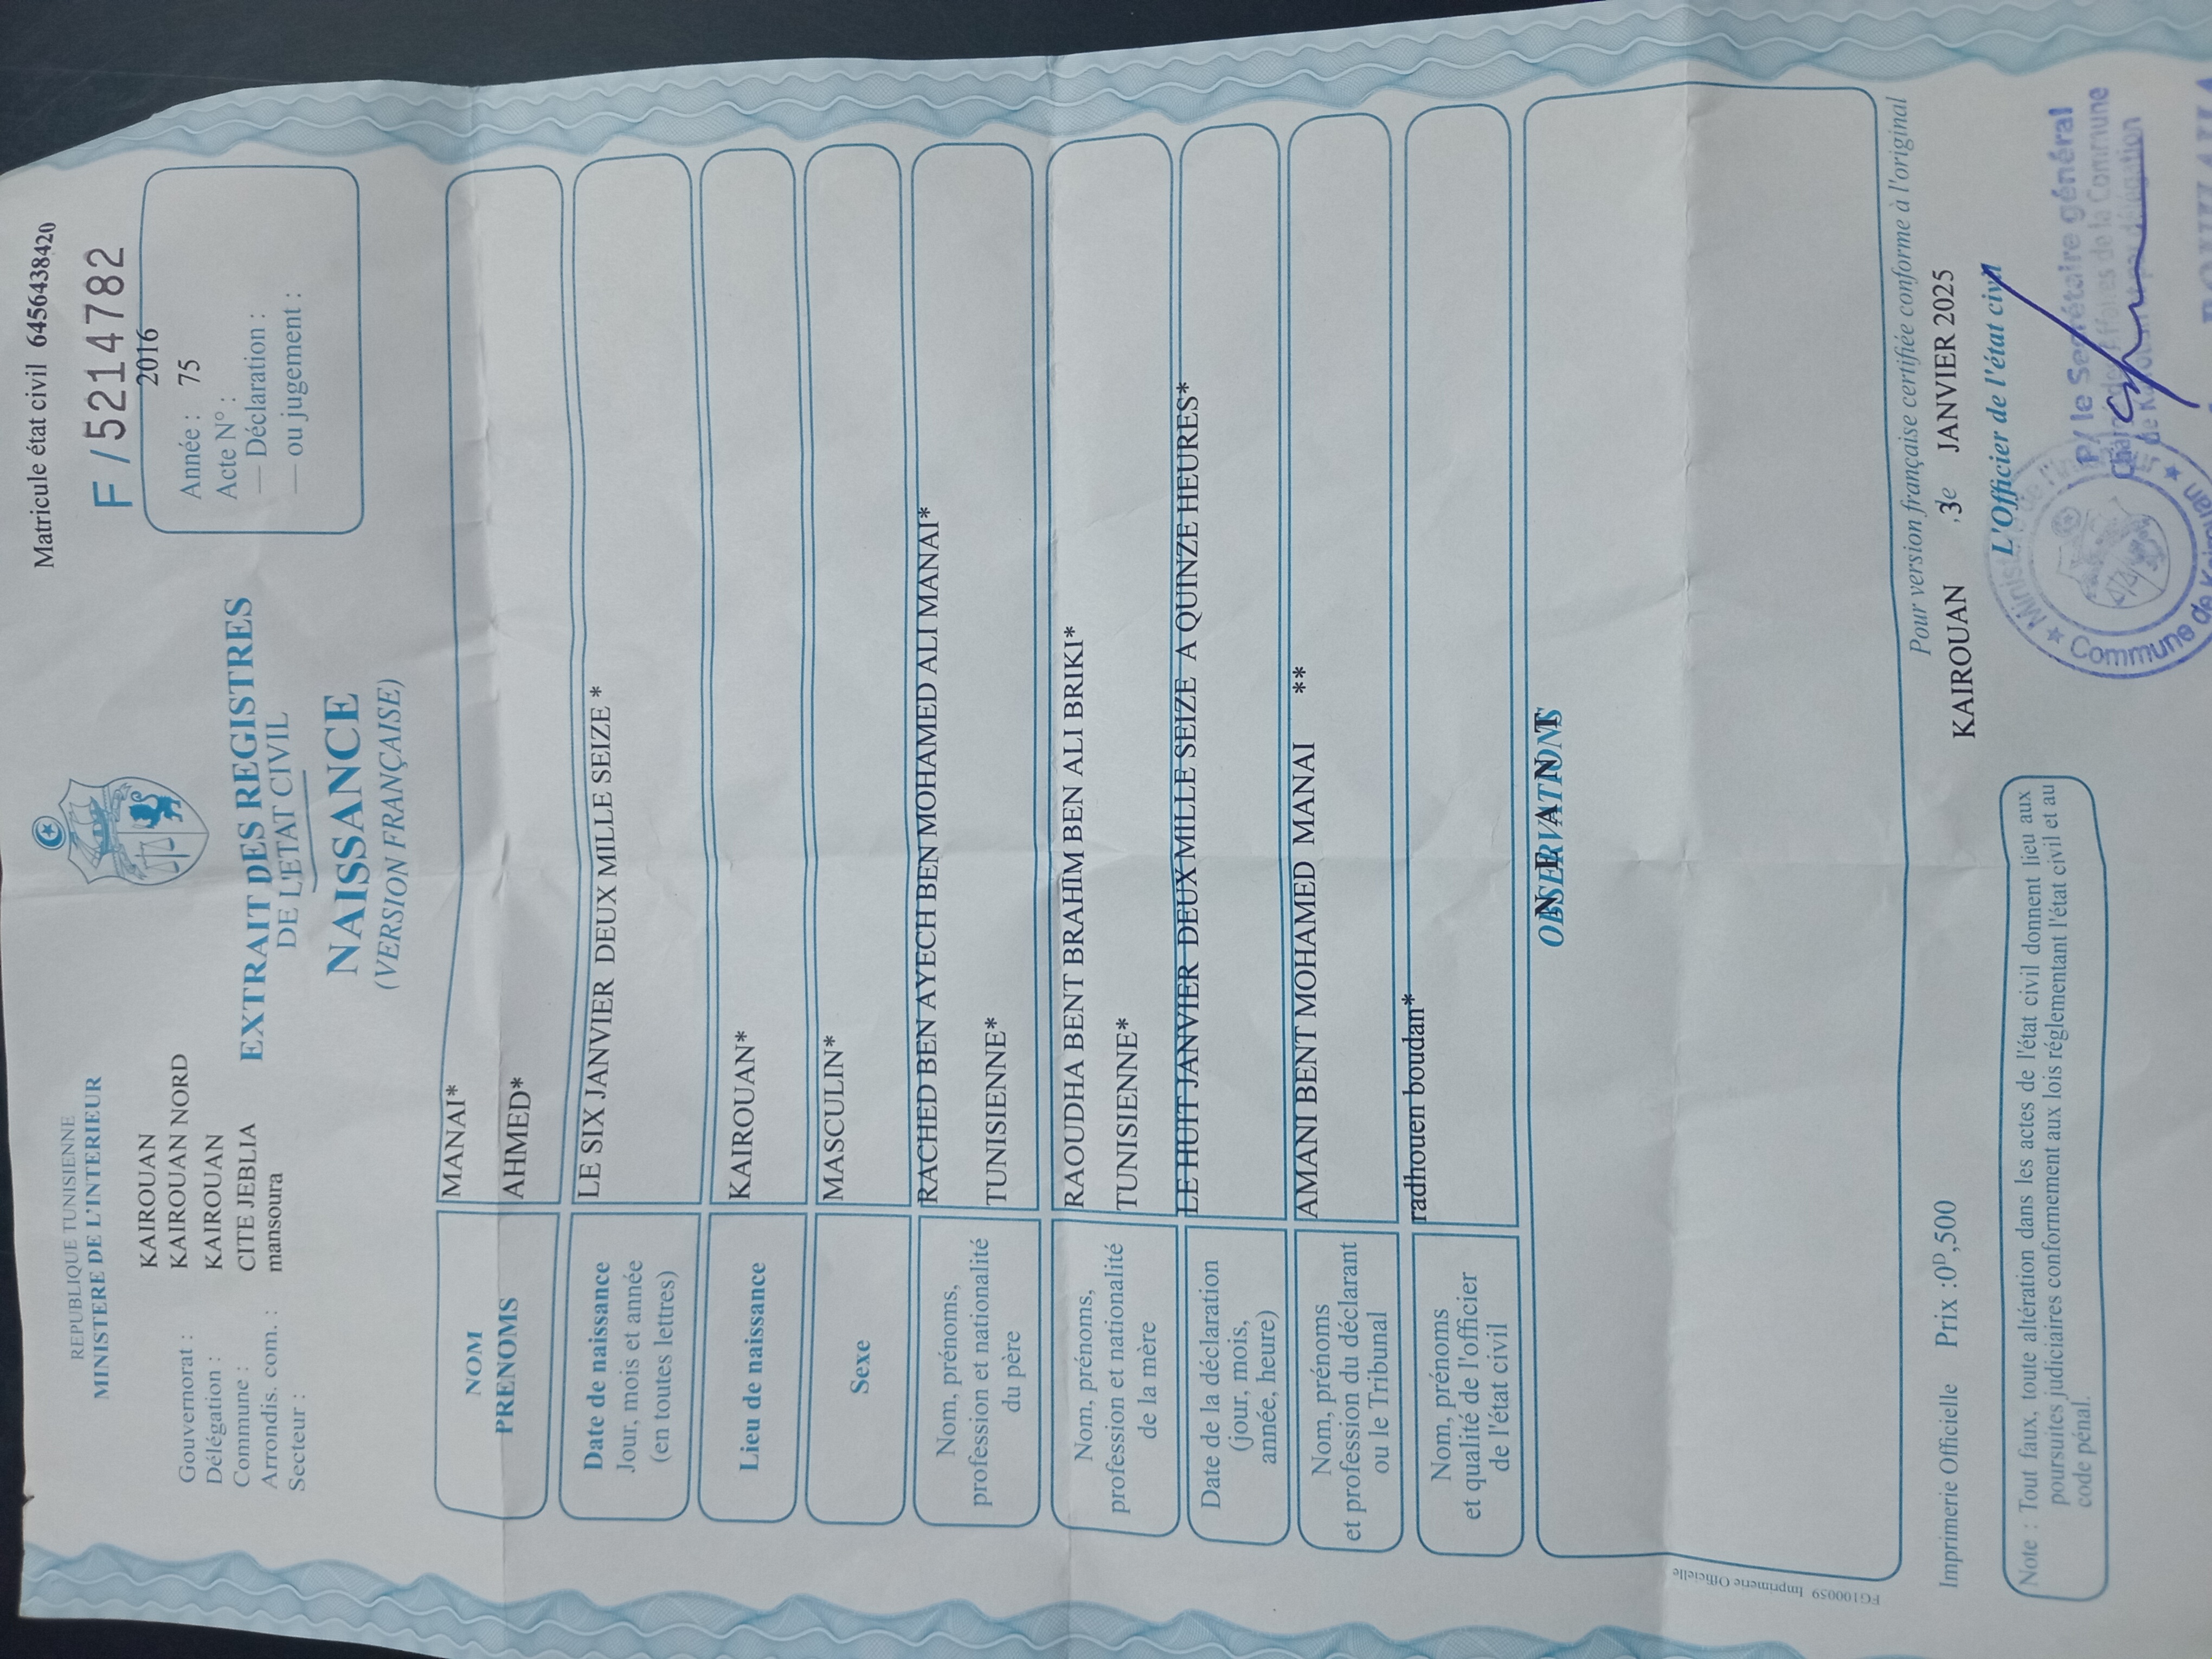 REPUBLIQUE TUNISIENNE
MINISTERE DE L'INTERIEUR
Gouvernorat : KAIROUAN
Délégation : KAIROUAN NORD
Commune : KAIROUAN
Arrondis. com. : CITE JEBLIA
Secteur : mansoura
EXTRAIT DES REGISTRES
DE L'ETAT CIVIL
NAISSANCE
(VERSION FRANÇAISE)
Matricule état civil 6456438420
F / 5214782
2016
Année : 75
Acte N° :
— Déclaration :
— ou jugement :
NOM MANAI*
PRENOMS AHMED*
Date de naissance
Jour, mois et année
(en toutes lettres)
LE SIX JANVIER DEUX MILLE SEIZE *
Lieu de naissance KAIROUAN*
Sexe MASCULIN*
Nom, prénoms,
profession et nationalité
du père
RACHED BEN AYECH BEN MOHAMED ALI MANAI*
TUNISIENNE*
Nom, prénoms,
profession et nationalité
de la mère
RAOUDHA BENT BRAHIM BEN ALI BRIKI*
TUNISIENNE*
Date de la déclaration
(jour, mois,
année, heure)
LE HUIT JANVIER DEUX MILLE SEIZE A QUINZE HEURES*
Nom, prénoms
et profession du déclarant
ou le Tribunal
AMANI BENT MOHAMED MANAI **
Nom, prénoms
et qualité de l'officier
de l'état civil
radhouen boudan*
OBSERVATIONS
NEANT
FG100059 Imprimerie Officielle
Pour version française certifiée conforme à l'original
KAIROUAN 3e JANVIER 2025
L'Officier de l'état civil
Imprimerie Officielle Prix :0D,500
Note : Tout faux, toute altération dans les actes de l'état civil donnent lieu aux
poursuites judiciaires conformement aux lois réglementant l'état civil et au
code pénal.
P/ le Secrétaire général
de la Commune
délégation
Commune de Kairouan